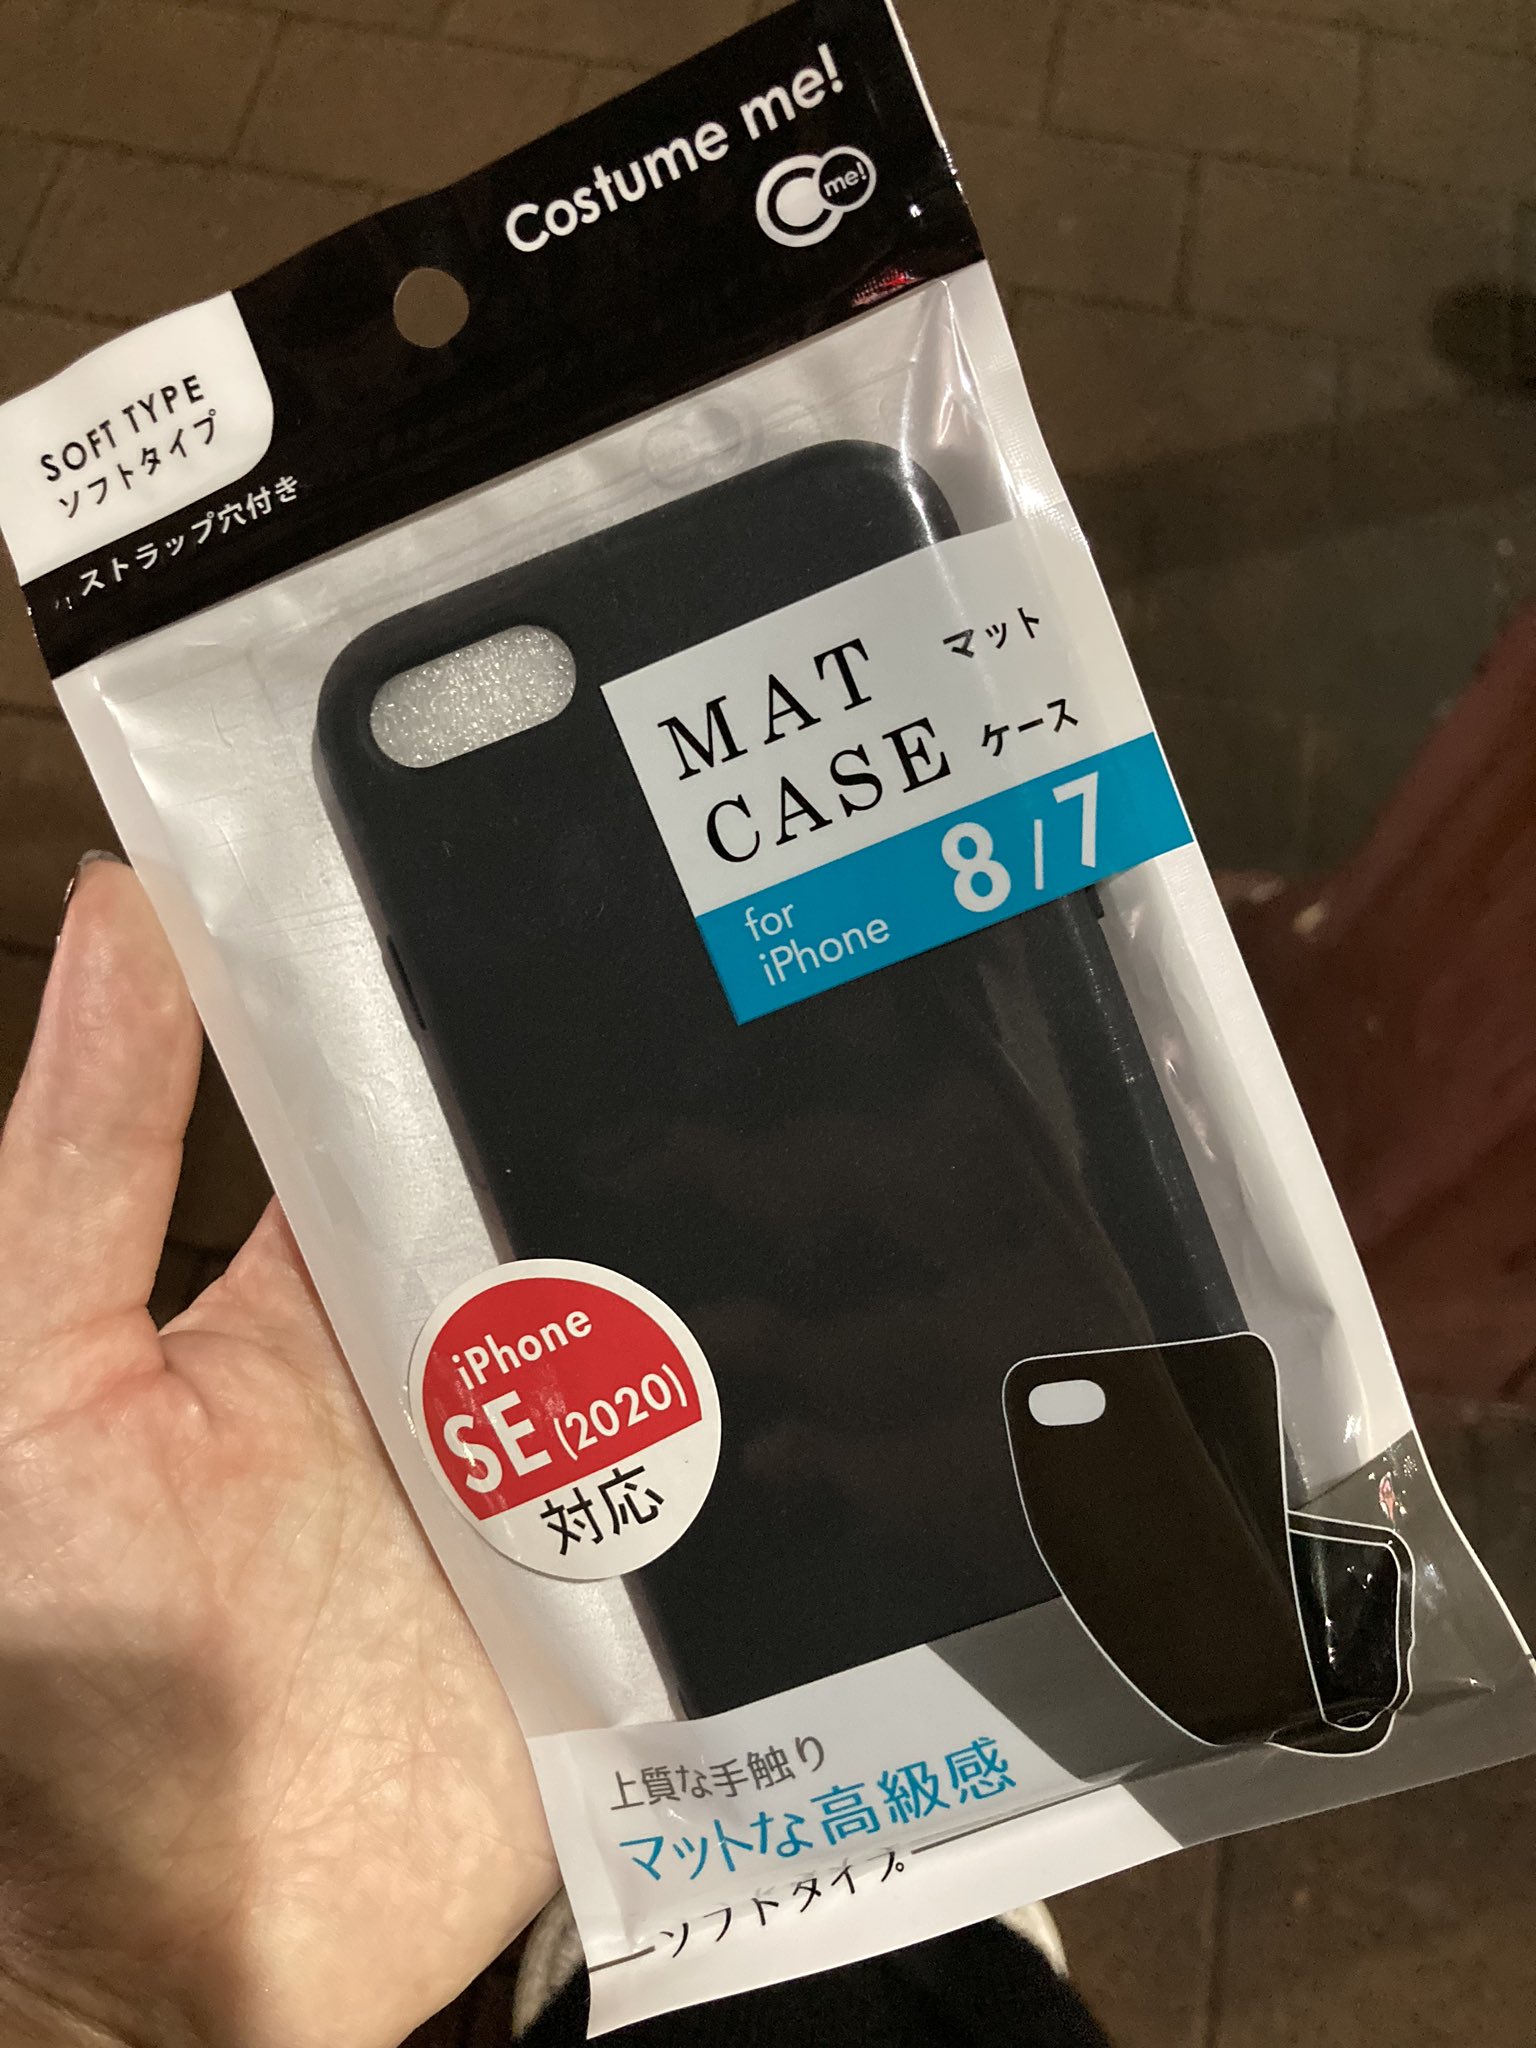 Costume me!
C me!
SOFT TYPE
ソフトタイプ
ストラップ穴付き
MAT
マット
CASE
ケース
for
iPhone
8/7
iPhone
SE (2020)
対応
上質な手触り
マットな高級感
ソフトタイプ